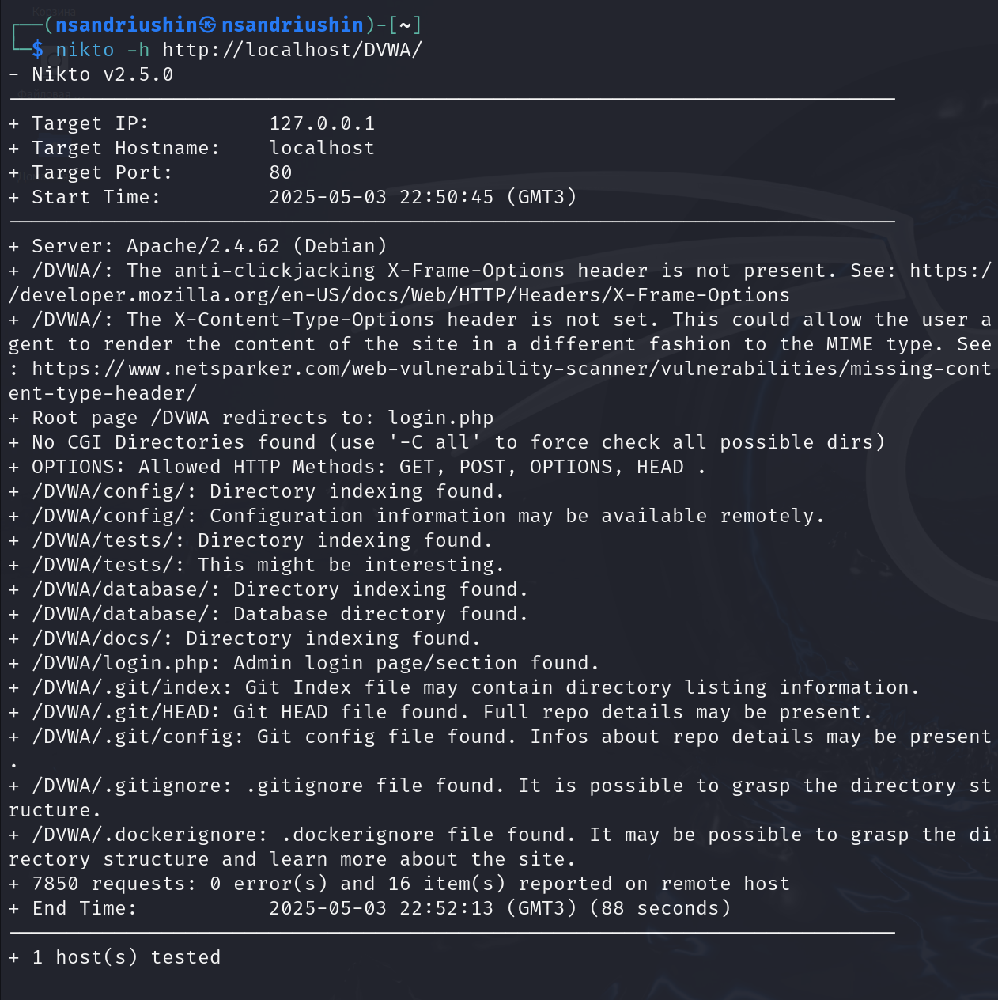 Корзина
┌──(nsandriushin㉿nsandriushin)-[~]
└─$ nikto -h http://localhost/DVWA/
- Nikto v2.5.0
Файловая ...
---------------------------------------------------------------------------
+ Target IP:          127.0.0.1
+ Target Hostname:    localhost
+ Target Port:        80
+ Start Time:         2025-05-03 22:50:45 (GMT3)
---------------------------------------------------------------------------
+ Server: Apache/2.4.62 (Debian)
+ /DVWA/: The anti-clickjacking X-Frame-Options header is not present. See: https:/
/developer.mozilla.org/en-US/docs/Web/HTTP/Headers/X-Frame-Options
+ /DVWA/: The X-Content-Type-Options header is not set. This could allow the user a
gent to render the content of the site in a different fashion to the MIME type. See
: https://www.netsparker.com/web-vulnerability-scanner/vulnerabilities/missing-cont
ent-type-header/
+ Root page /DVWA redirects to: login.php
+ No CGI Directories found (use '-C all' to force check all possible dirs)
+ OPTIONS: Allowed HTTP Methods: GET, POST, OPTIONS, HEAD .
+ /DVWA/config/: Directory indexing found.
+ /DVWA/config/: Configuration information may be available remotely.
+ /DVWA/tests/: Directory indexing found.
+ /DVWA/tests/: This might be interesting.
+ /DVWA/database/: Directory indexing found.
+ /DVWA/database/: Database directory found.
+ /DVWA/docs/: Directory indexing found.
+ /DVWA/login.php: Admin login page/section found.
+ /DVWA/.git/index: Git Index file may contain directory listing information.
+ /DVWA/.git/HEAD: Git HEAD file found. Full repo details may be present.
+ /DVWA/.git/config: Git config file found. Infos about repo details may be present
.
+ /DVWA/.gitignore: .gitignore file found. It is possible to grasp the directory st
ructure.
+ /DVWA/.dockerignore: .dockerignore file found. It may be possible to grasp the di
rectory structure and learn more about the site.
+ 7850 requests: 0 error(s) and 16 item(s) reported on remote host
+ End Time:           2025-05-03 22:52:13 (GMT3) (88 seconds)
---------------------------------------------------------------------------
+ 1 host(s) tested